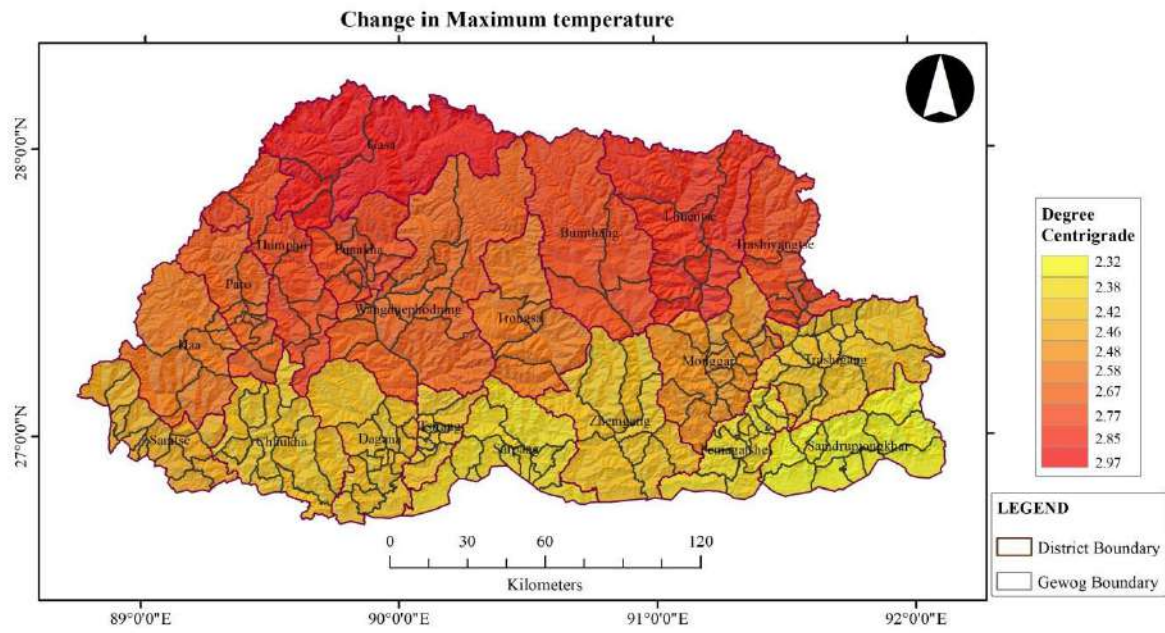 Change in Maximum temperature
28°0'0"N
27°0'0"N
Gasa
Thimphu
Punakha
Paro
Haa
Wangduephodning
Trongsa
Bumthang
Lhuentse
Trashiyangtse
Monggar
Trashigang
Samtse
Chhukha
Dagana
Tsirang
Sarpang
Zhemgang
Pemagatshel
Samdrupjongkhar
0 30 60 120
Kilometers
89°0'0"E 90°0'0"E 91°0'0"E 92°0'0"E
Degree
Centrigrade
2.32
2.38
2.42
2.46
2.48
2.58
2.67
2.77
2.85
2.97
LEGEND
District Boundary
Gewog Boundary